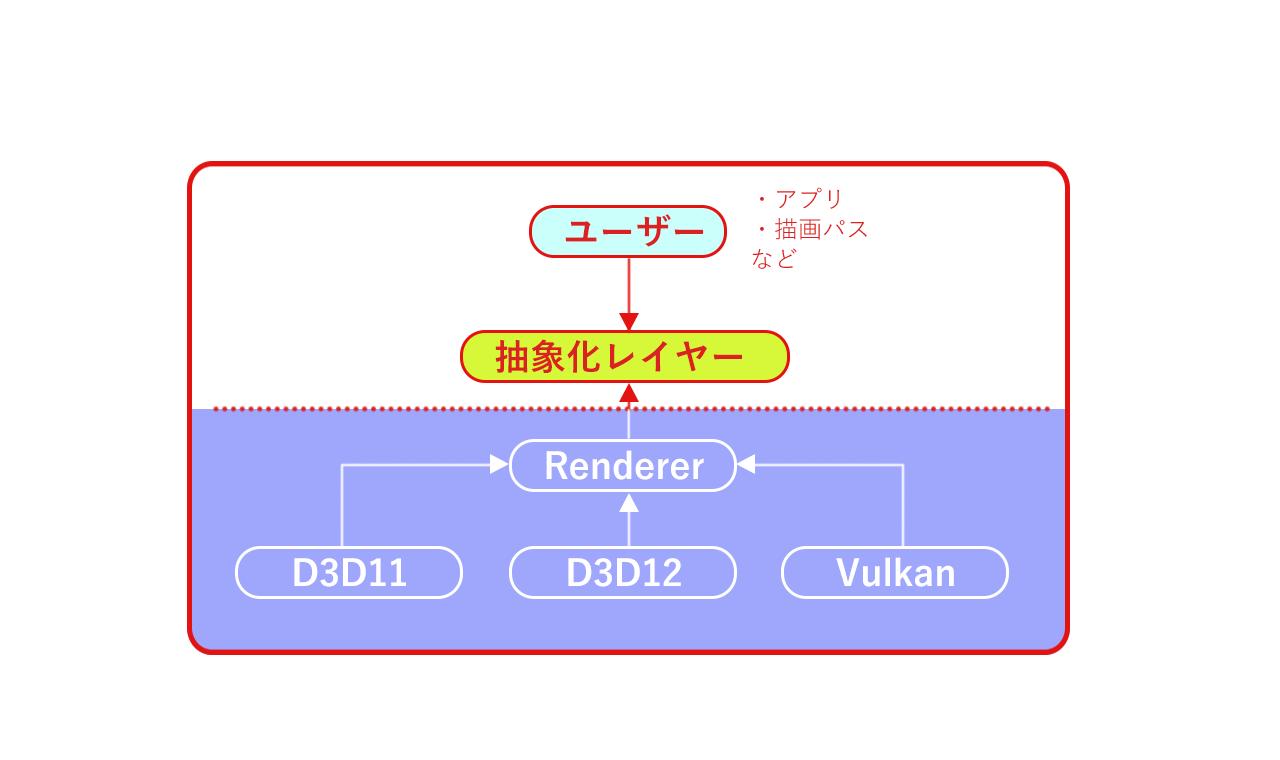 ユーザー
・アプリ
・描画パス
など
抽象化レイヤー
Renderer
D3D11
D3D12
Vulkan